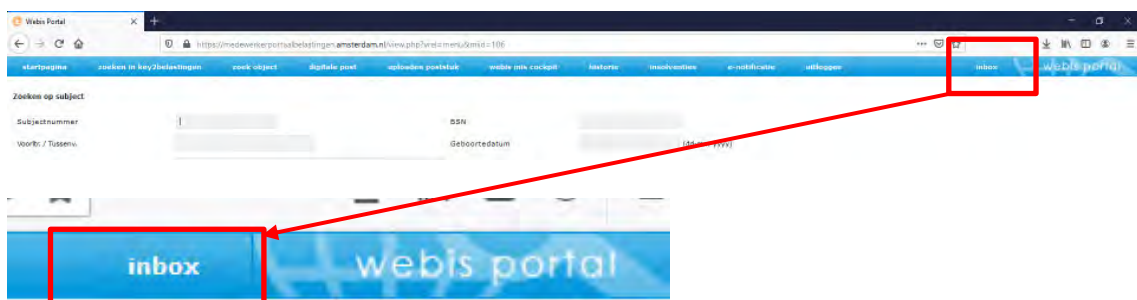 Webis Portal
https://medewerkerportaalbelastingen.amsterdam.nl/view.php?vrel=menu&mid=106
startpagina zoeken in key2belastingen zoek object digitale post uploaden poststuk webis mis cockpit historie insolventies e-notificatie uitloggen inbox webis portal
Zoeken op subject
Subjectnummer BSN
Voorltr. / Tussenv. Geboortedatum
inbox webis portal